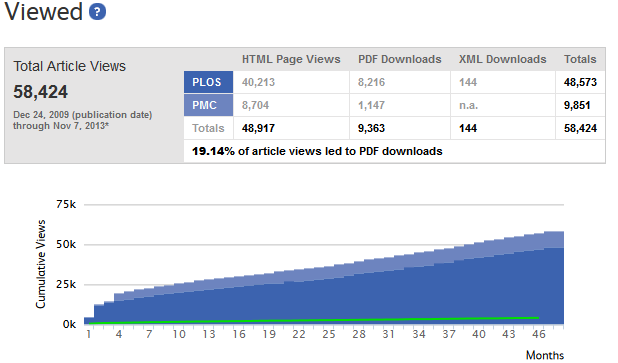 Viewed ?
Total Article Views
58,424
Dec 24, 2009 (publication date)
through Nov 7, 2013*
HTML Page Views PDF Downloads XML Downloads Totals
PLOS 40,213 8,216 144 48,573
PMC 8,704 1,147 n.a. 9,851
Totals 48,917 9,363 144 58,424
19.14% of article views led to PDF downloads
Cumulative Views
75k
50k
25k
0k
1 4 7 10 13 16 19 22 25 28 31 34 37 40 43 46
Months